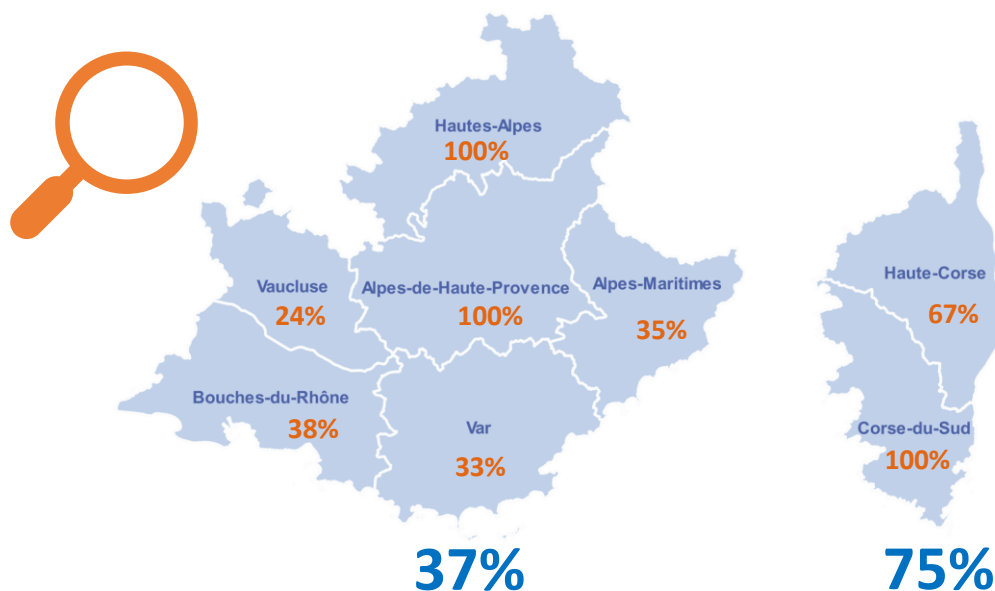 Hautes-Alpes
100%
Vaucluse
24%
Alpes-de-Haute-Provence
100%
Alpes-Maritimes
35%
Bouches-du-Rhône
38%
Var
33%
37%
Haute-Corse
67%
Corse-du-Sud
100%
75%